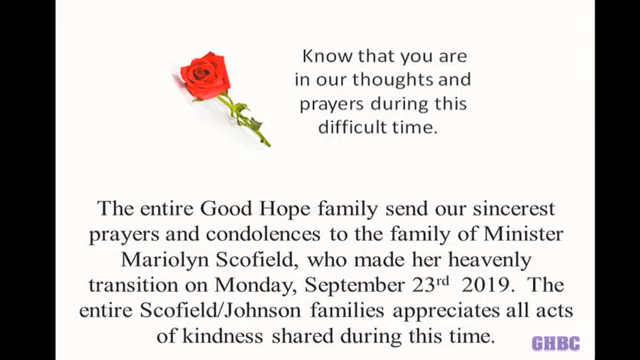 Know that you are
in our thoughts and
prayers during this
difficult time.
The entire Good Hope family send our sincerest
prayers and condolences to the family of Minister
Mariolyn Scofield, who made her heavenly
transition on Monday, September 23rd 2019. The
entire Scofield/Johnson families appreciates all acts
of kindness shared during this time.
GHBC